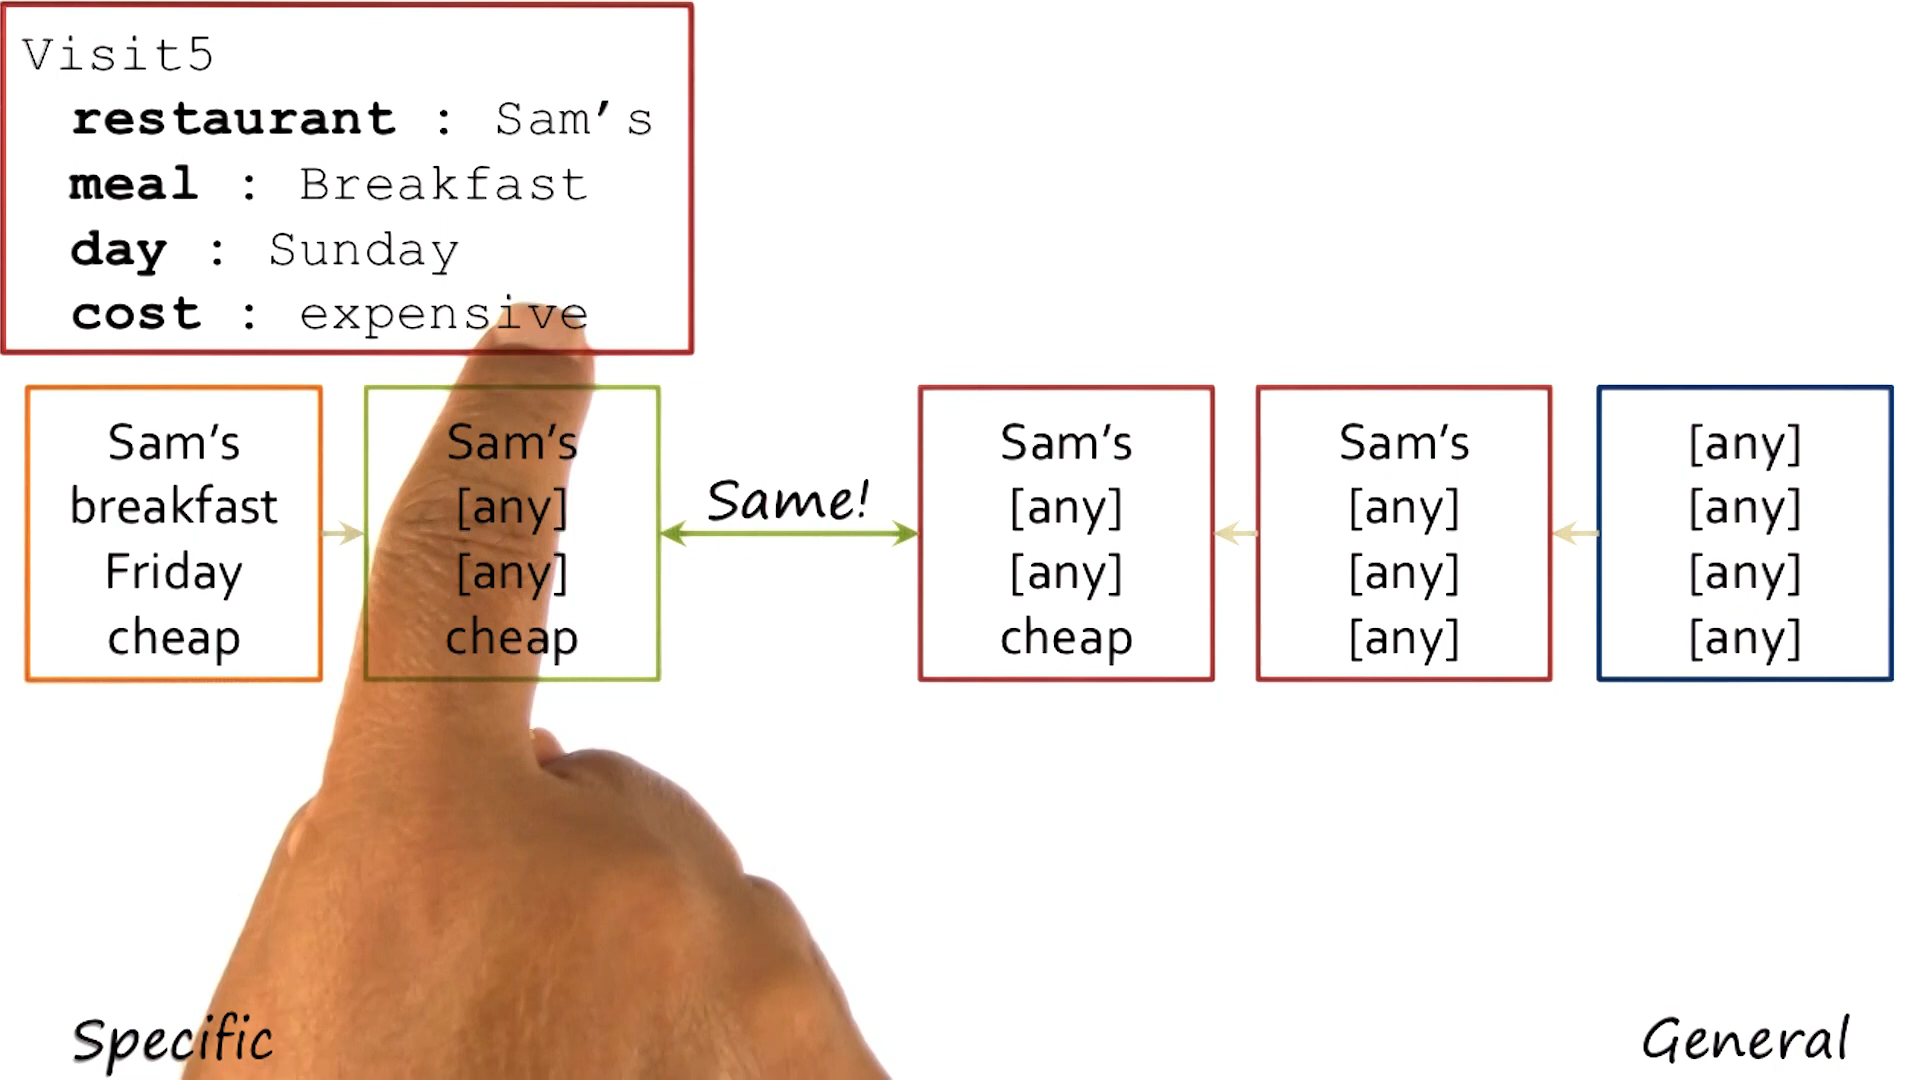 Visit5
restaurant : Sam's
meal : Breakfast
day : Sunday
cost : expensive
Sam's
breakfast
Friday
cheap
Sam's
[any]
[any]
cheap
Same!
Sam's
[any]
[any]
cheap
Sam's
[any]
[any]
[any]
[any]
[any]
[any]
[any]
Specific
General